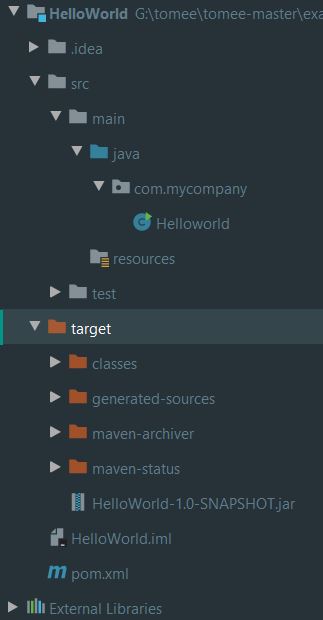 HelloWorld G:\tomee\tomee-master\exa
.idea
src
main
java
com.mycompany
Helloworld
resources
test
target
classes
generated-sources
maven-archiver
maven-status
HelloWorld-1.0-SNAPSHOT.jar
HelloWorld.iml
pom.xml
External Libraries